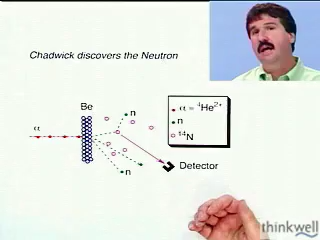 Chadwick discovers the Neutron
Be
n
α
α = ⁴He²⁺
n
¹⁴N
Detector
n
thinkwell